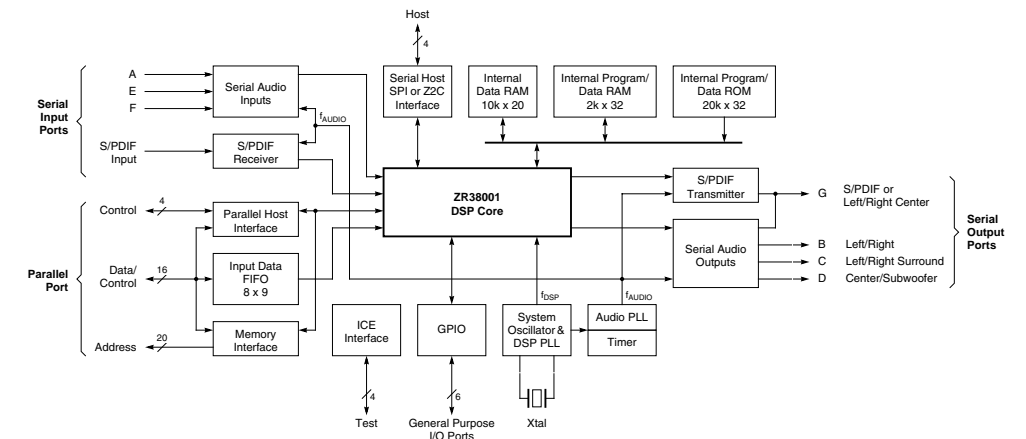 Host
4
Serial
Input
Ports
A
E
F
S/PDIF
Input
Serial Audio
Inputs
f_AUDIO
S/PDIF
Receiver
Serial Host
SPI or Z2C
Interface
Internal
Data RAM
10k x 20
Internal Program/
Data RAM
2k x 32
Internal Program/
Data ROM
20k x 32
ZR38001
DSP Core
S/PDIF
Transmitter
Serial Audio
Outputs
G
S/PDIF or
Left/Right Center
B
Left/Right
C
Left/Right Surround
D
Center/Subwoofer
Serial
Output
Ports
Parallel
Port
Control
4
Parallel Host
Interface
Data/
Control
16
Input Data
FIFO
8 x 9
Address
20
Memory
Interface
ICE
Interface
4
Test
GPIO
6
General Purpose
I/O Ports
f_DSP
System
Oscillator &
DSP PLL
Xtal
f_AUDIO
Audio PLL
Timer